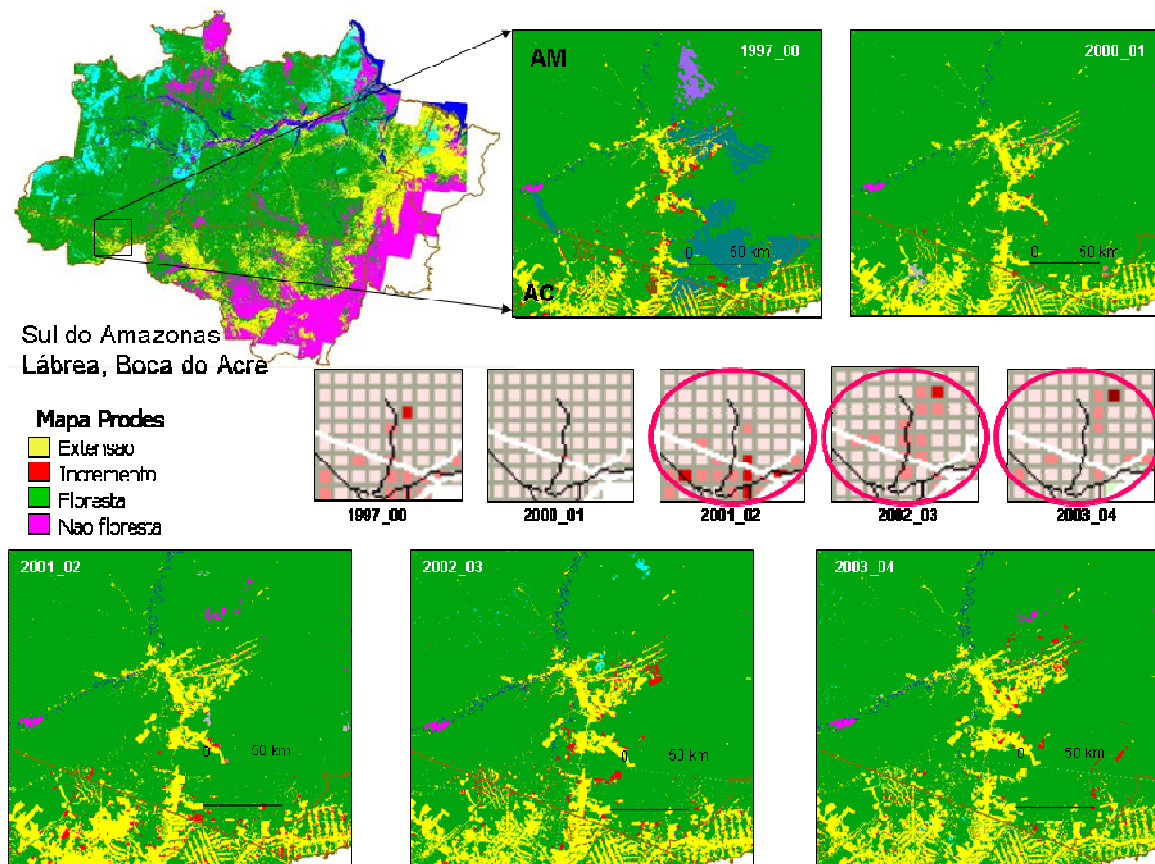 AM
1997_00
0 50 km
AC
2000_01
0 50 km
Sul do Amazonas
Lábrea, Boca do Acre
Mapa Prodes
Extensao
Incremento
Floresta
Nao floresta
1997_00
2000_01
2001_02
2002_03
2003_04
2001_02
0 50 km
2002_03
0 50 km
2003_04
0 50 km